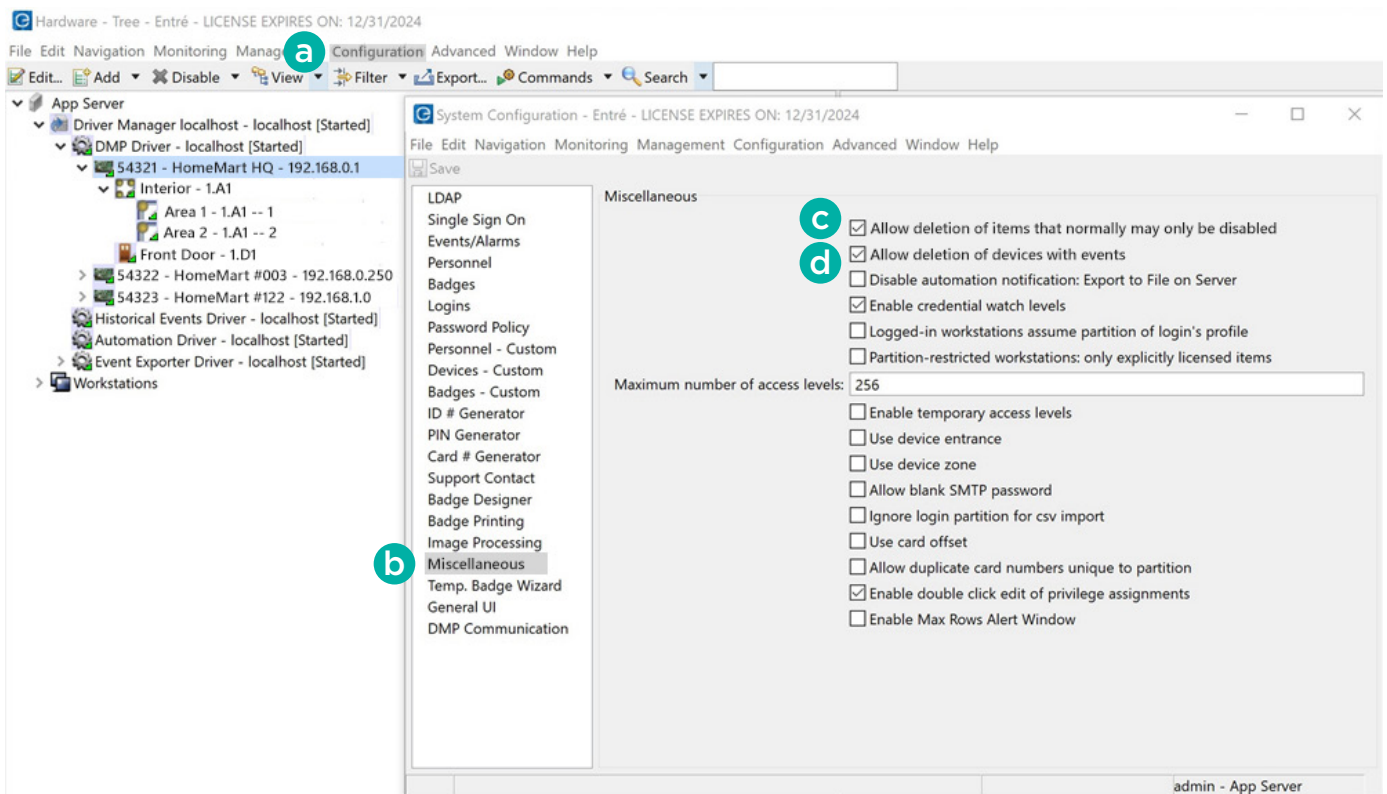 Hardware - Tree - Entré - LICENSE EXPIRES ON: 12/31/2024
File Edit Navigation Monitoring a Configuration Advanced Window Help
Edit... Add Disable View Filter Export... Commands Search
App Server
Driver Manager localhost - localhost [Started]
DMP Driver - localhost [Started]
54321 - HomeMart HQ - 192.168.0.1
Interior - 1.A1
Area 1 - 1.A1 -- 1
Area 2 - 1.A1 -- 2
Front Door - 1.D1
54322 - HomeMart #003 - 192.168.0.250
54323 - HomeMart #122 - 192.168.1.0
Historical Events Driver - localhost [Started]
Automation Driver - localhost [Started]
Event Exporter Driver - localhost [Started]
Workstations
System Configuration - Entré - LICENSE EXPIRES ON: 12/31/2024
File Edit Navigation Monitoring Management Configuration Advanced Window Help
Save
LDAP
Single Sign On
Events/Alarms
Personnel
Badges
Logins
Password Policy
Personnel - Custom
Devices - Custom
Badges - Custom
ID # Generator
PIN Generator
Card # Generator
Support Contact
Badge Designer
Badge Printing
Image Processing
b Miscellaneous
Temp. Badge Wizard
General UI
DMP Communication
Miscellaneous
c Allow deletion of items that normally may only be disabled
d Allow deletion of devices with events
Disable automation notification: Export to File on Server
Enable credential watch levels
Logged-in workstations assume partition of login's profile
Partition-restricted workstations: only explicitly licensed items
Maximum number of access levels: 256
Enable temporary access levels
Use device entrance
Use device zone
Allow blank SMTP password
Ignore login partition for csv import
Use card offset
Allow duplicate card numbers unique to partition
Enable double click edit of privilege assignments
Enable Max Rows Alert Window
admin - App Server